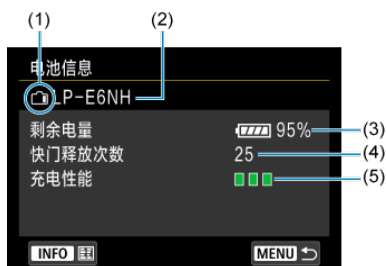 (1) (2)
电池信息
LP-E6NH
剩余电量 95% (3)
快门释放次数 25 (4)
充电性能 (5)
INFO MENU